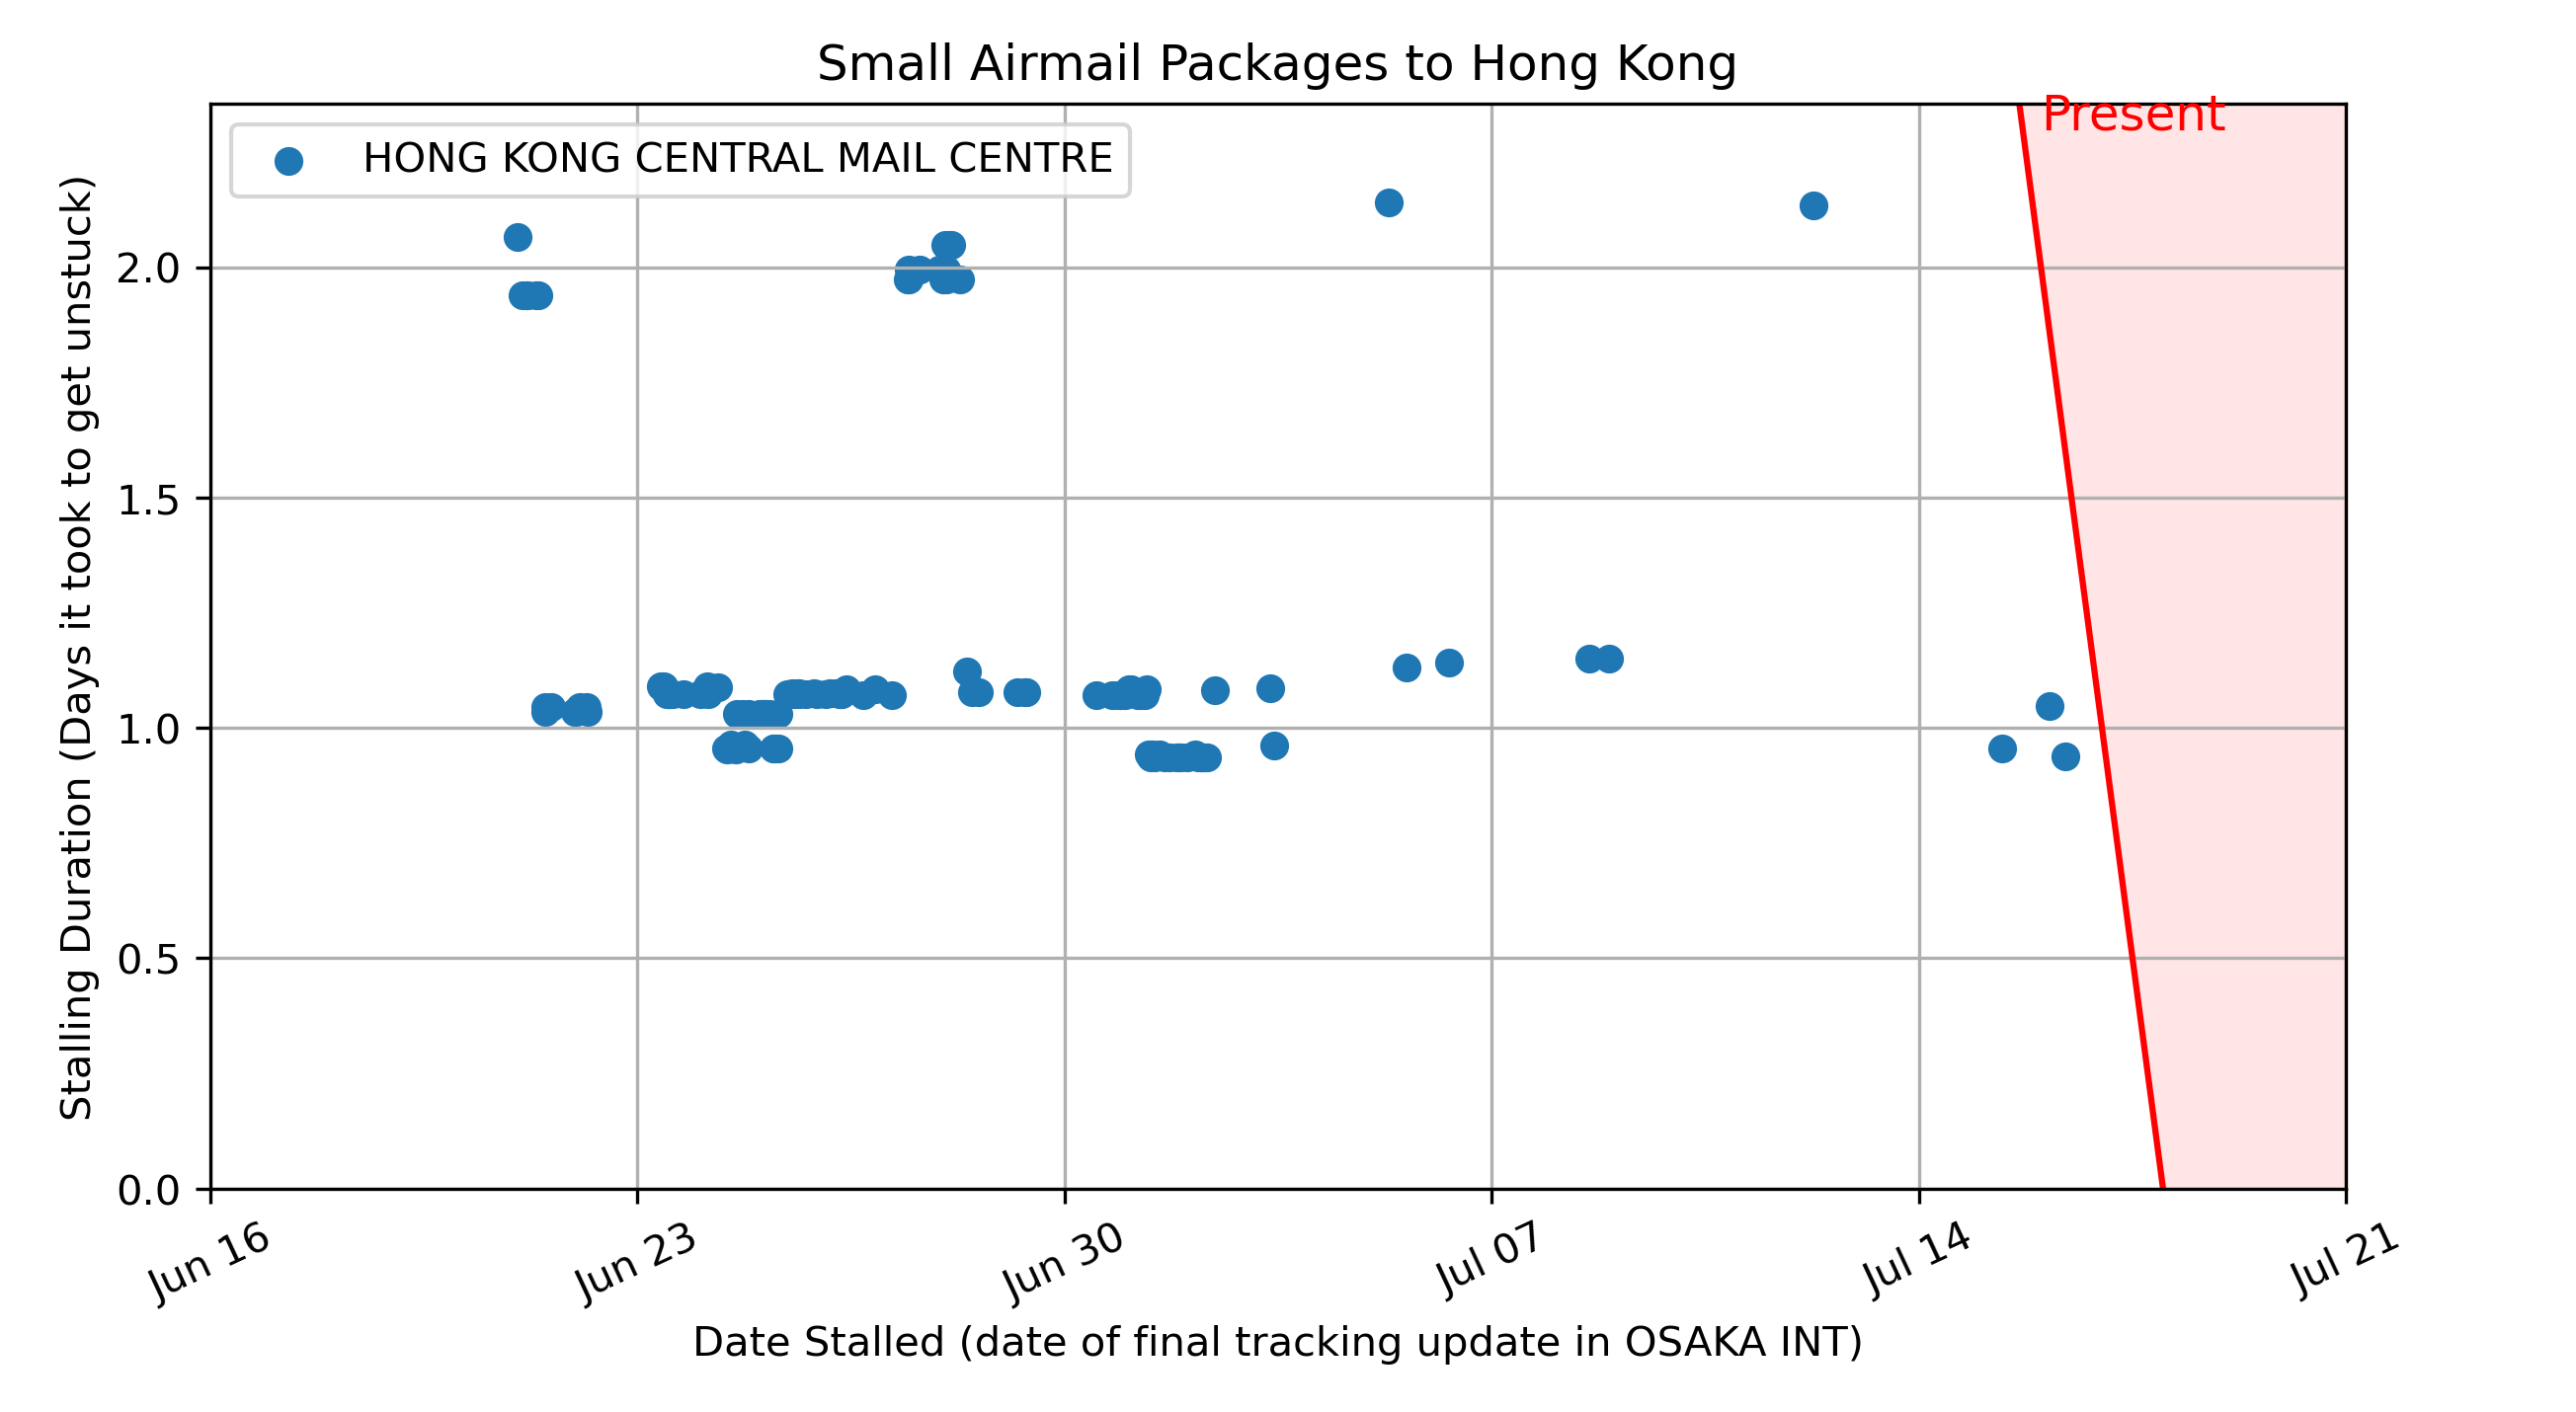 Small Airmail Packages to Hong Kong
Present
HONG KONG CENTRAL MAIL CENTRE
Stalling Duration (Days it took to get unstuck)
2.0
1.5
1.0
0.5
0.0
Jun 16
Jun 23
Jun 30
Jul 07
Jul 14
Jul 21
Date Stalled (date of final tracking update in OSAKA INT)